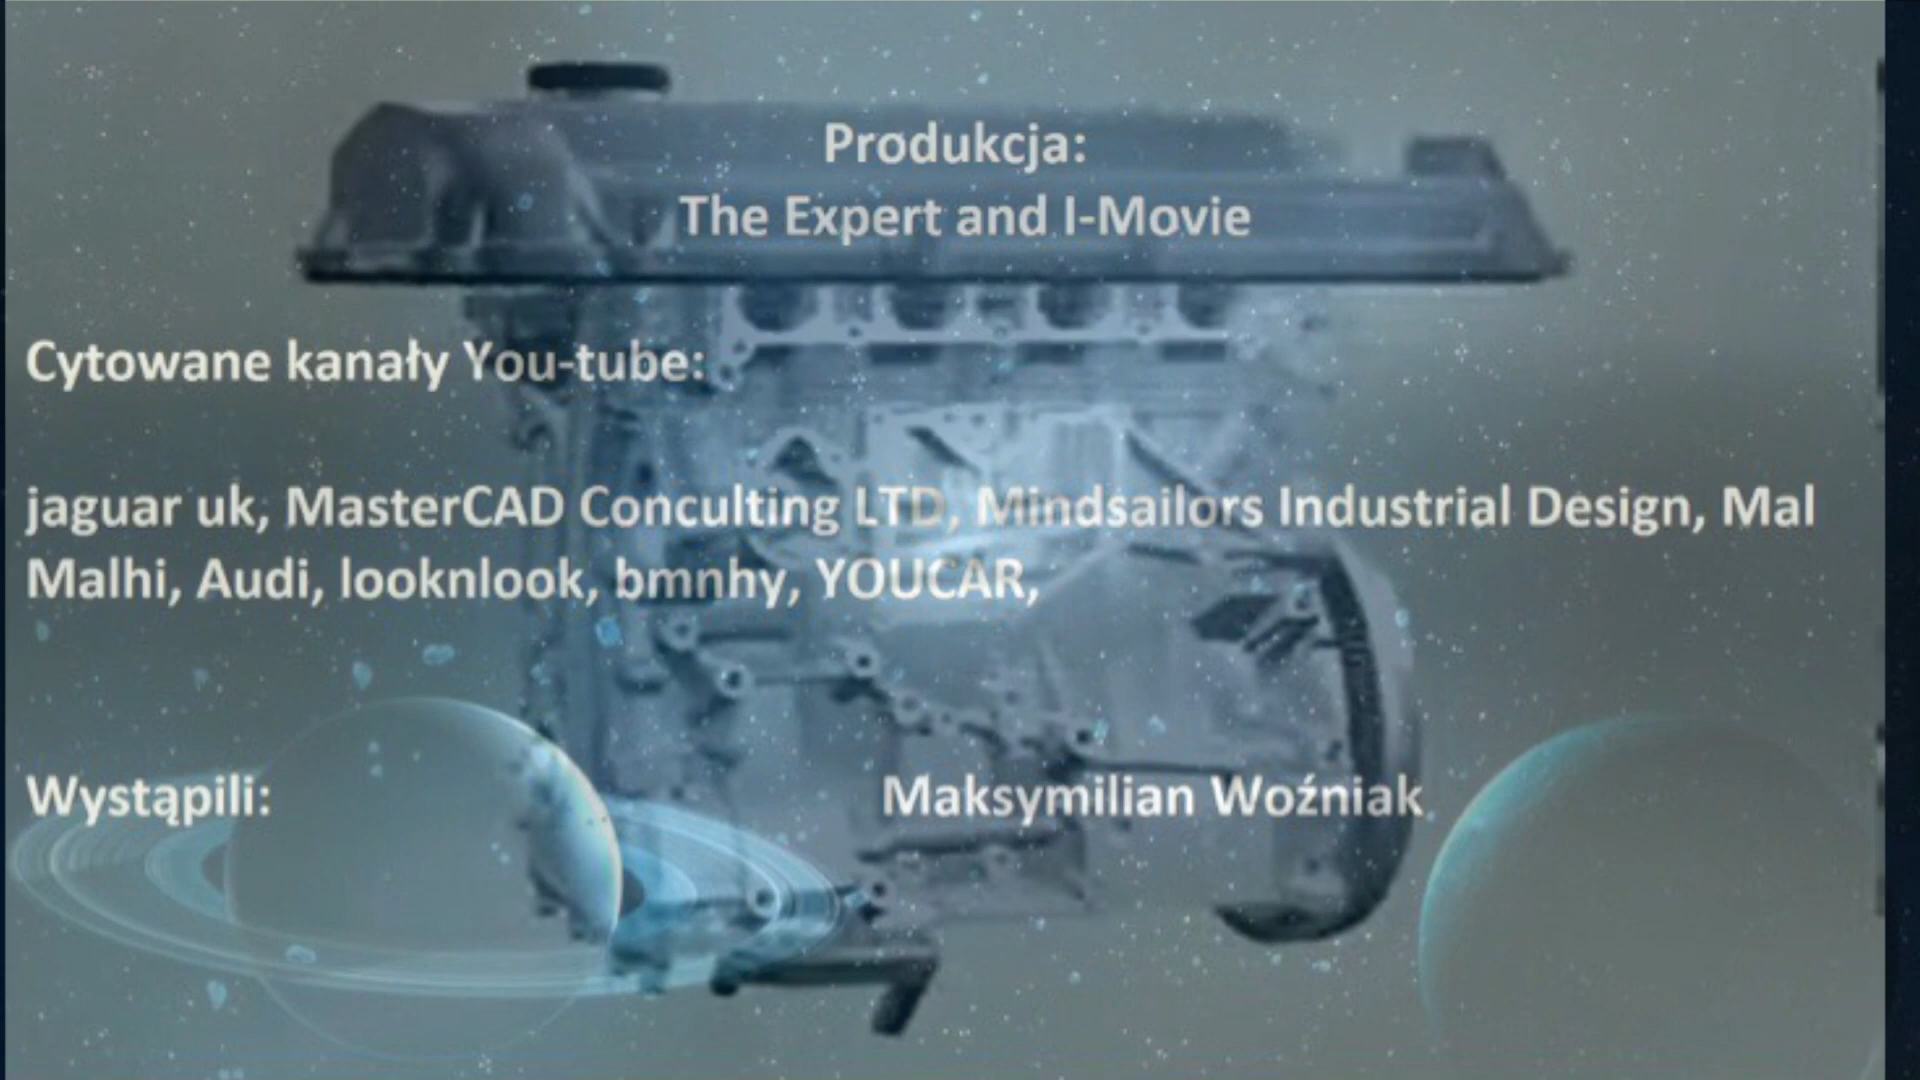 Produkcja:
The Expert and I-Movie
Cytowane kanały You-tube:
jaguar uk, MasterCAD Conculting LTD, Mindsailors Industrial Design, Mal
Malhi, Audi, looknlook, bmnhy, YOUCAR,
Wystąpili: Maksymilian Woźniak